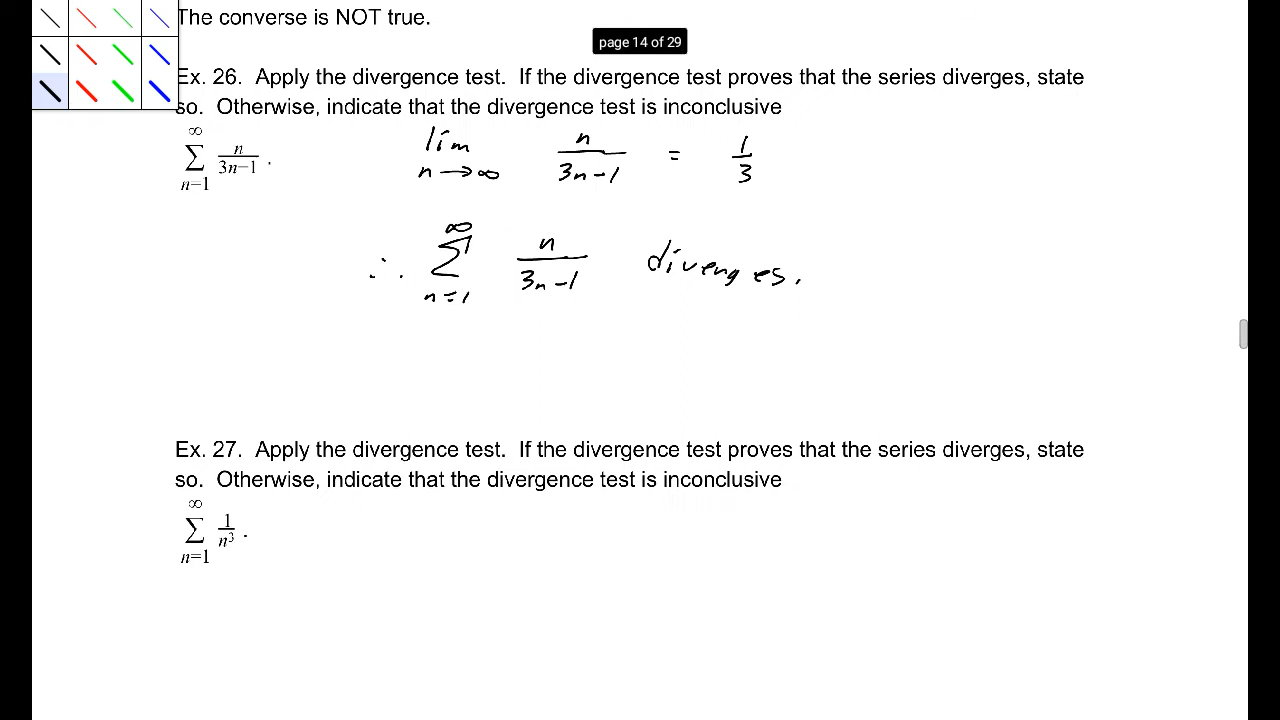 The converse is NOT true.
page 14 of 29
Ex. 26. Apply the divergence test. If the divergence test proves that the series diverges, state
so. Otherwise, indicate that the divergence test is inconclusive
∞
∑ n/(3n−1) .
n=1
lim n→∞ n/(3n−1) = 1/3
∴ ∞∑n=1 n/(3n−1) diverges.
Ex. 27. Apply the divergence test. If the divergence test proves that the series diverges, state
so. Otherwise, indicate that the divergence test is inconclusive
∞
∑ 1/n³ .
n=1